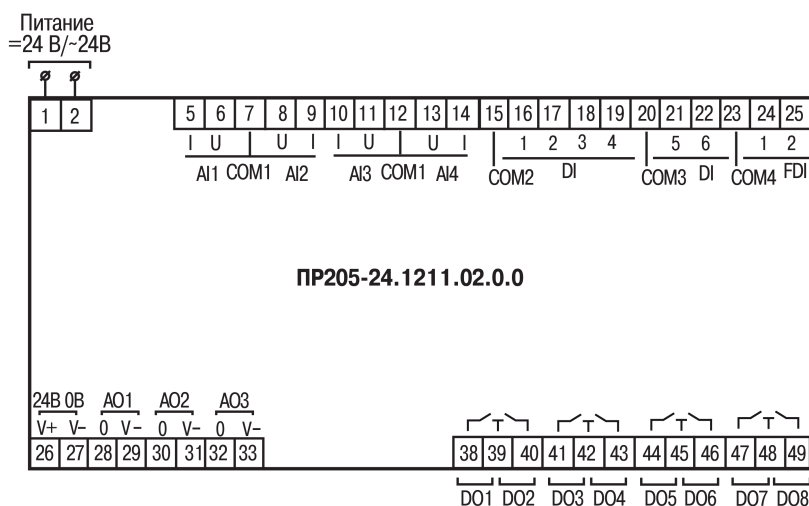 Питание
=24 В/~24В
ø ø
1 2 5 6 7 8 9 10 11 12 13 14 15 16 17 18 19 20 21 22 23 24 25
I U U I I U U I 1 2 3 4 5 6 1 2
AI1 COM1 AI2 AI3 COM1 AI4 COM2 DI COM3 DI COM4 FDI
ПР205-24.1211.02.0.0
24В 0В AO1 AO2 AO3
V+ V- 0 V- 0 V- 0 V-
26 27 28 29 30 31 32 33 38 39 40 41 42 43 44 45 46 47 48 49
DO1 DO2 DO3 DO4 DO5 DO6 DO7 DO8